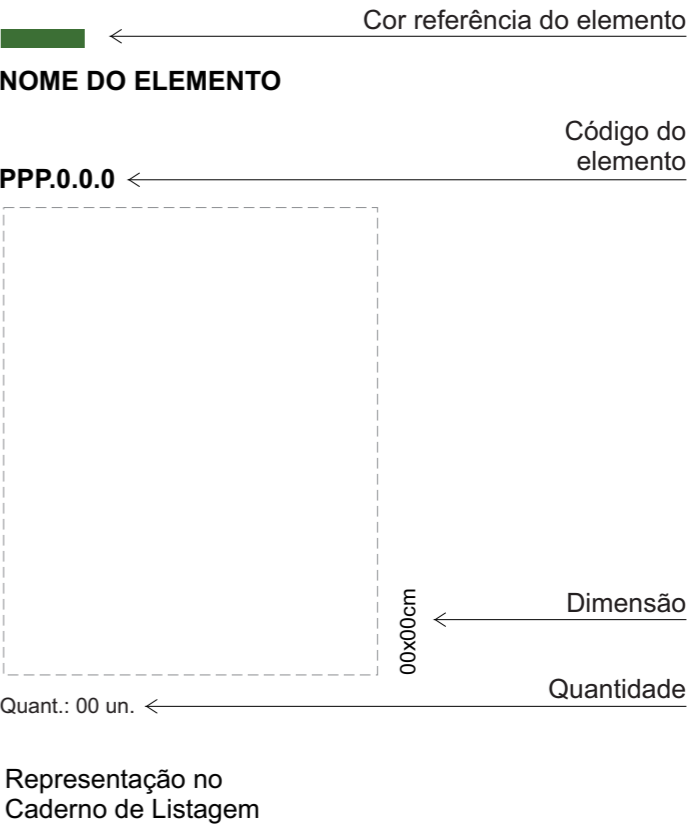 Cor referência do elemento
NOME DO ELEMENTO
Código do
elemento
PPP.0.0.0
00x00cm
Dimensão
Quantidade
Quant.: 00 un.
Representação no
Caderno de Listagem